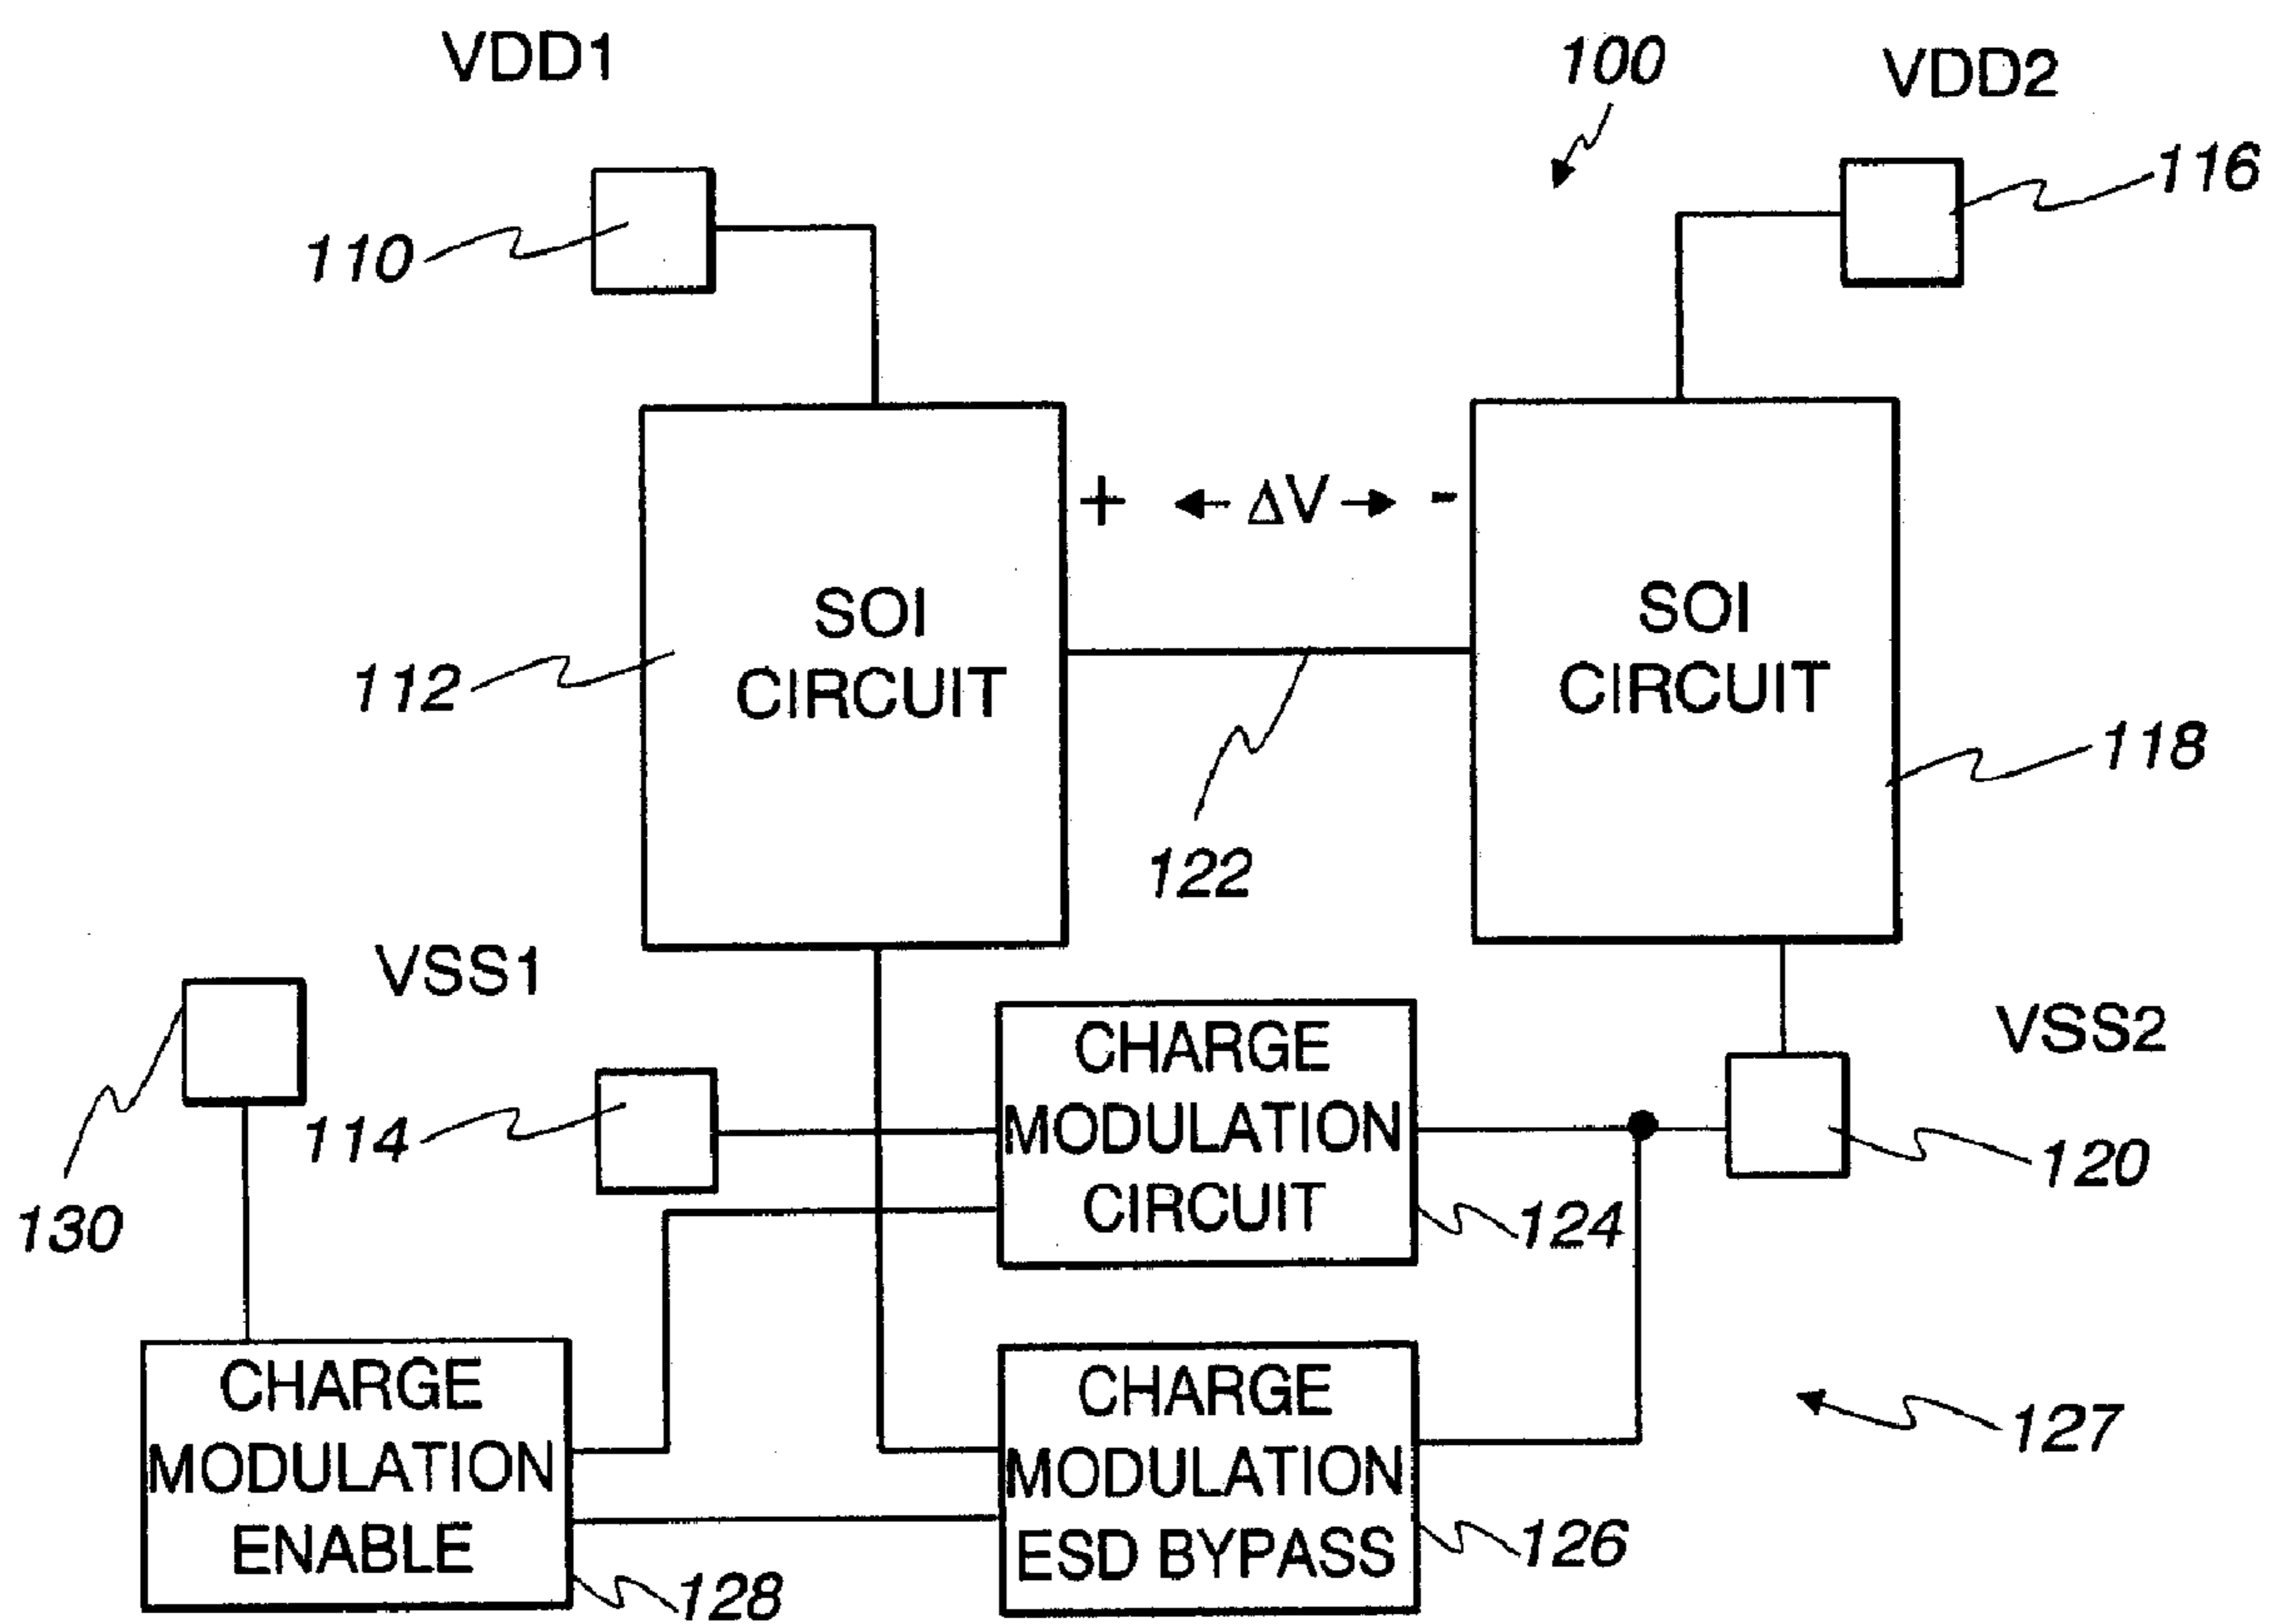 VDD1
100
VDD2
116
110
+ ΔV -
SOI
CIRCUIT
SOI
CIRCUIT
112
118
122
VSS1
VSS2
CHARGE
MODULATION
CIRCUIT
114
120
130
124
CHARGE
MODULATION
ENABLE
CHARGE
MODULATION
ESD BYPASS
127
126
128